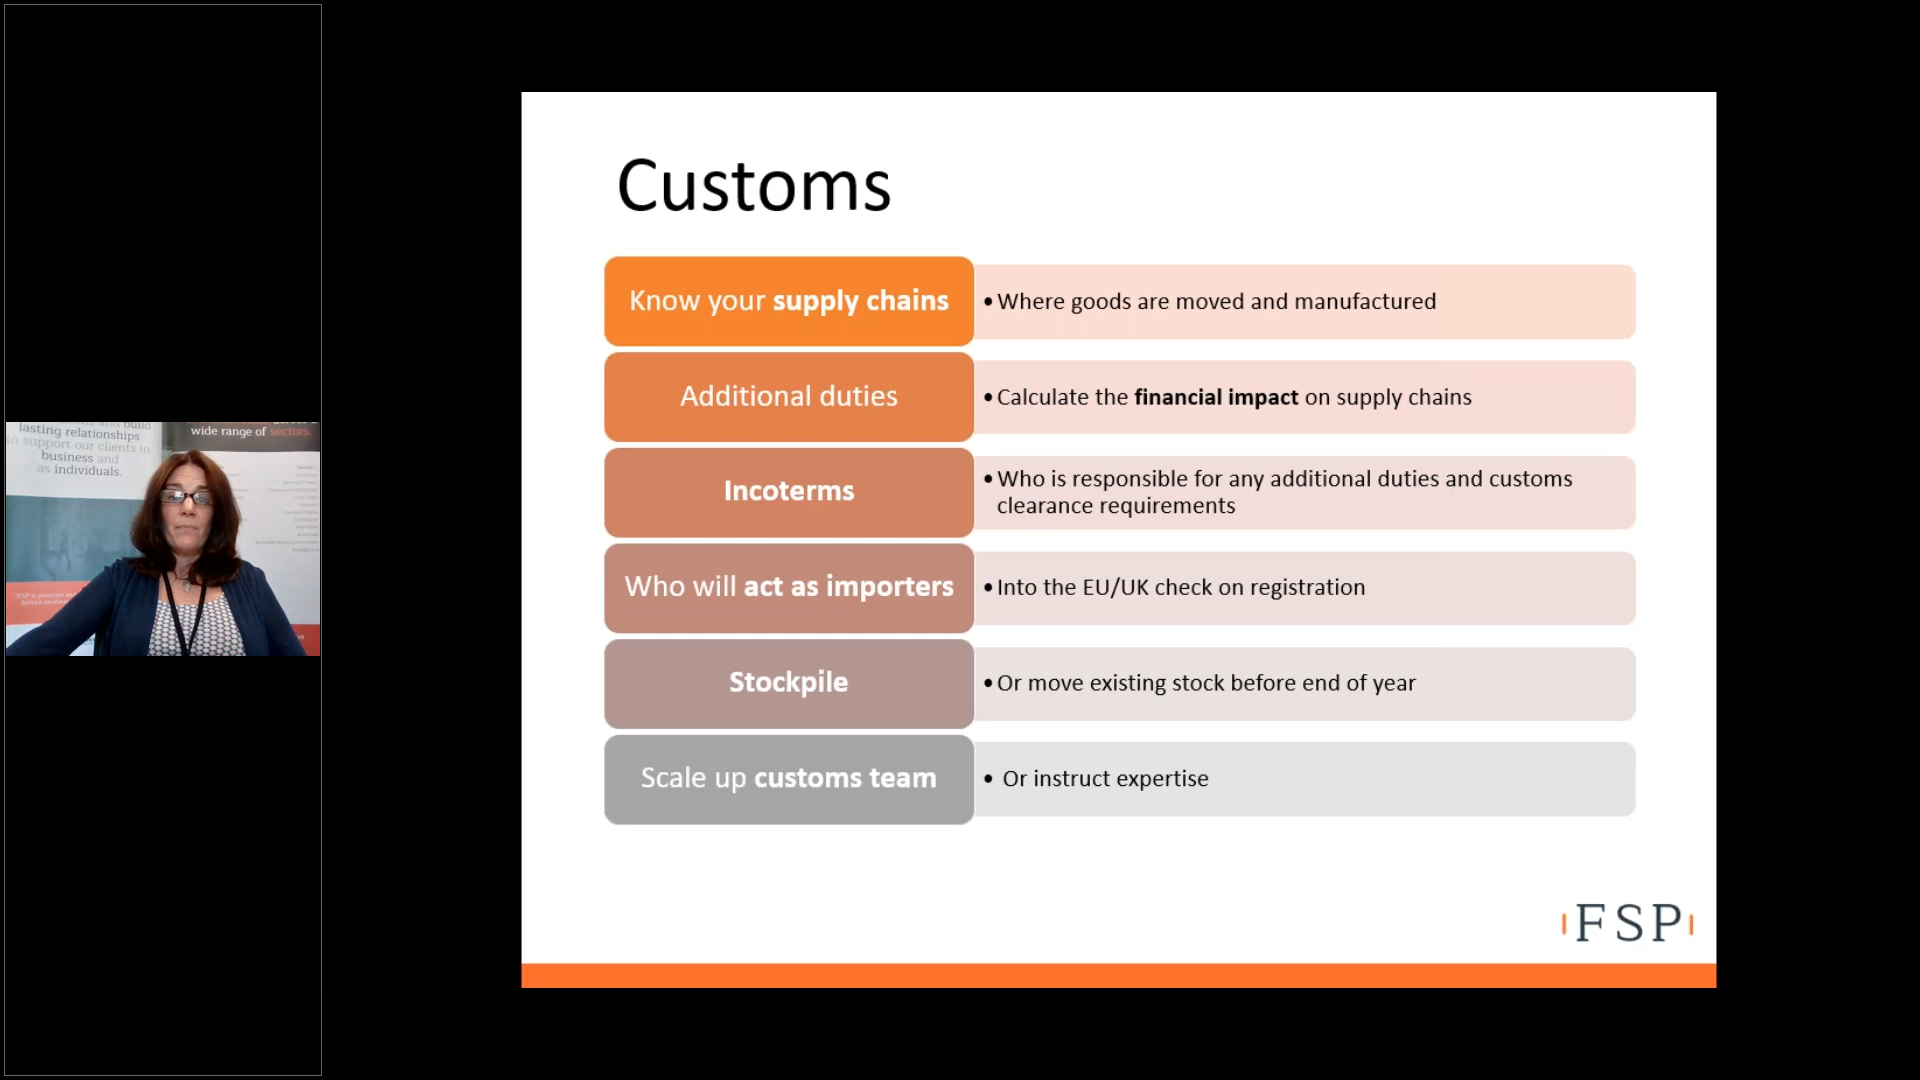 Customs
Know your supply chains
•Where goods are moved and manufactured
Additional duties
•Calculate the financial impact on supply chains
Incoterms
•Who is responsible for any additional duties and customs
clearance requirements
Who will act as importers
•Into the EU/UK check on registration
Stockpile
•Or move existing stock before end of year
Scale up customs team
• Or instruct expertise
FSP
and build
lasting relationships
to support our clients in
business and
as individuals.
wide range of sectors.